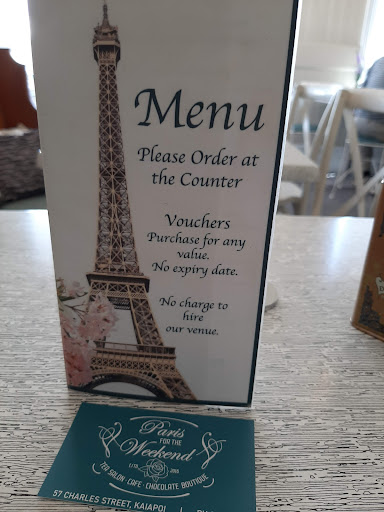 Menu
Please Order at
the Counter
Vouchers
Purchase for any
value.
No expiry date.
No charge to
hire
our venue.
Paris
FOR THE
Weekend
TEA SALON · CAFE · CHOCOLATE BOUTIQUE
57 CHARLES STREET, KAIAPOI |